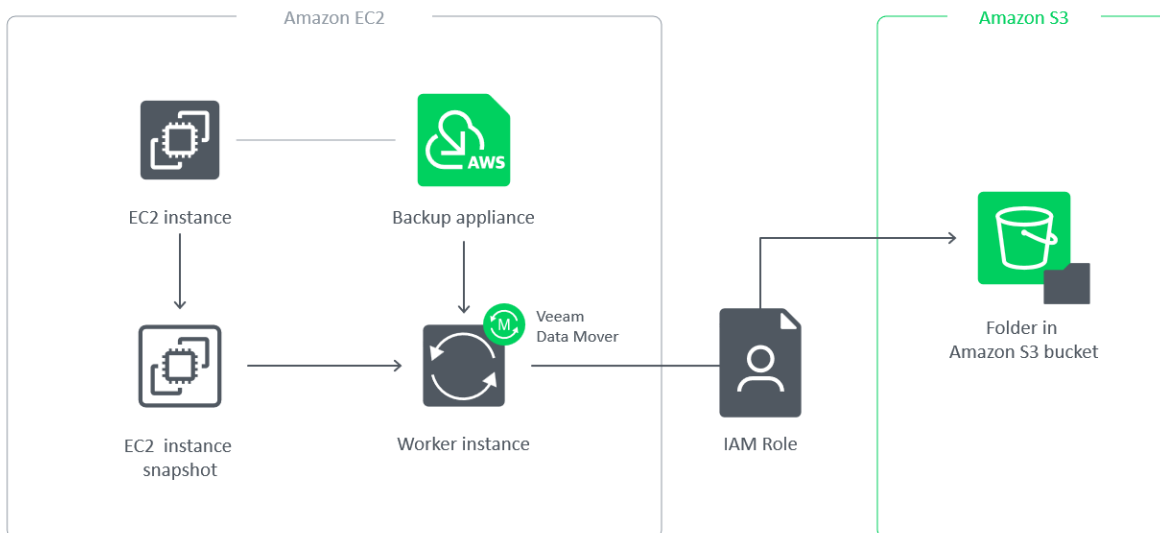 Amazon EC2
Amazon S3
AWS
EC2 instance
Backup appliance
M
Veeam
Data Mover
Folder in
Amazon S3 bucket
EC2 instance
snapshot
Worker instance
IAM Role